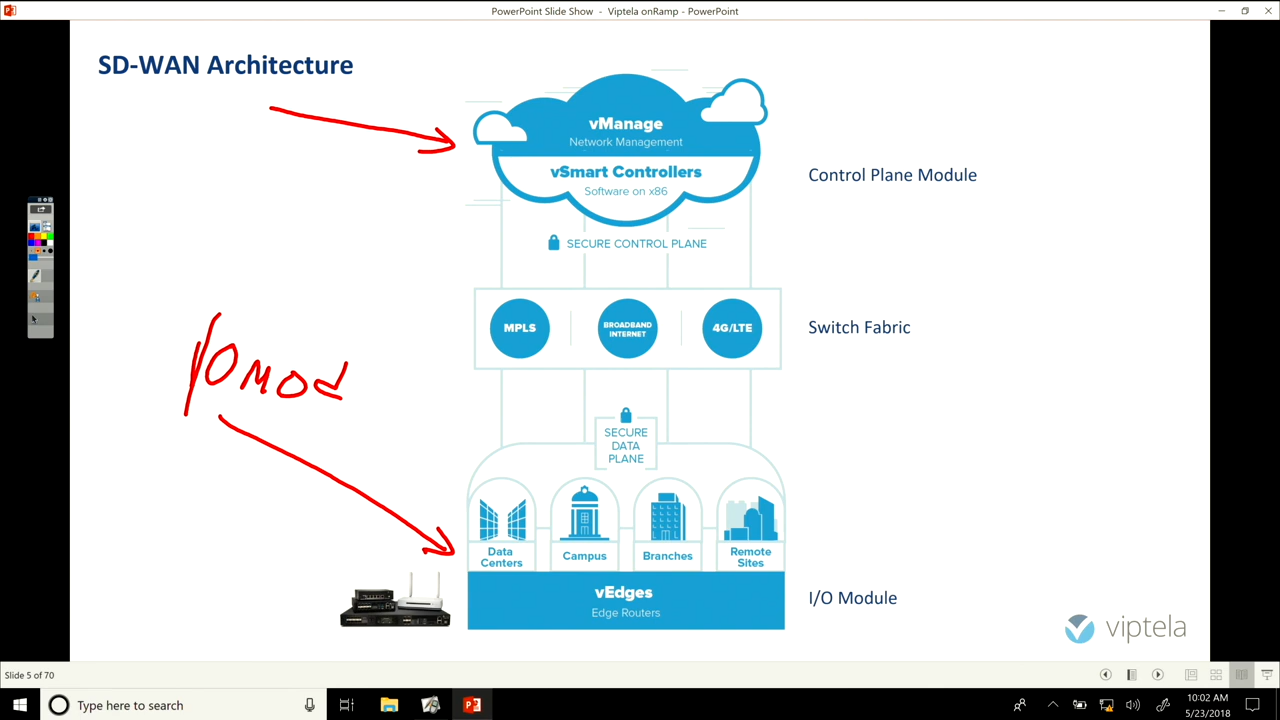 PowerPoint Slide Show - Viptela onRamp - PowerPoint
SD-WAN Architecture
vManage
Network Management
vSmart Controllers
Software on x86
Control Plane Module
SECURE CONTROL PLANE
MPLS
BROADBAND
INTERNET
4G/LTE
Switch Fabric
I/O Mod
SECURE
DATA
PLANE
Data
Centers
Campus
Branches
Remote
Sites
vEdges
Edge Routers
I/O Module
viptela
Slide 5 of 70
Type here to search
10:02 AM
5/23/2018